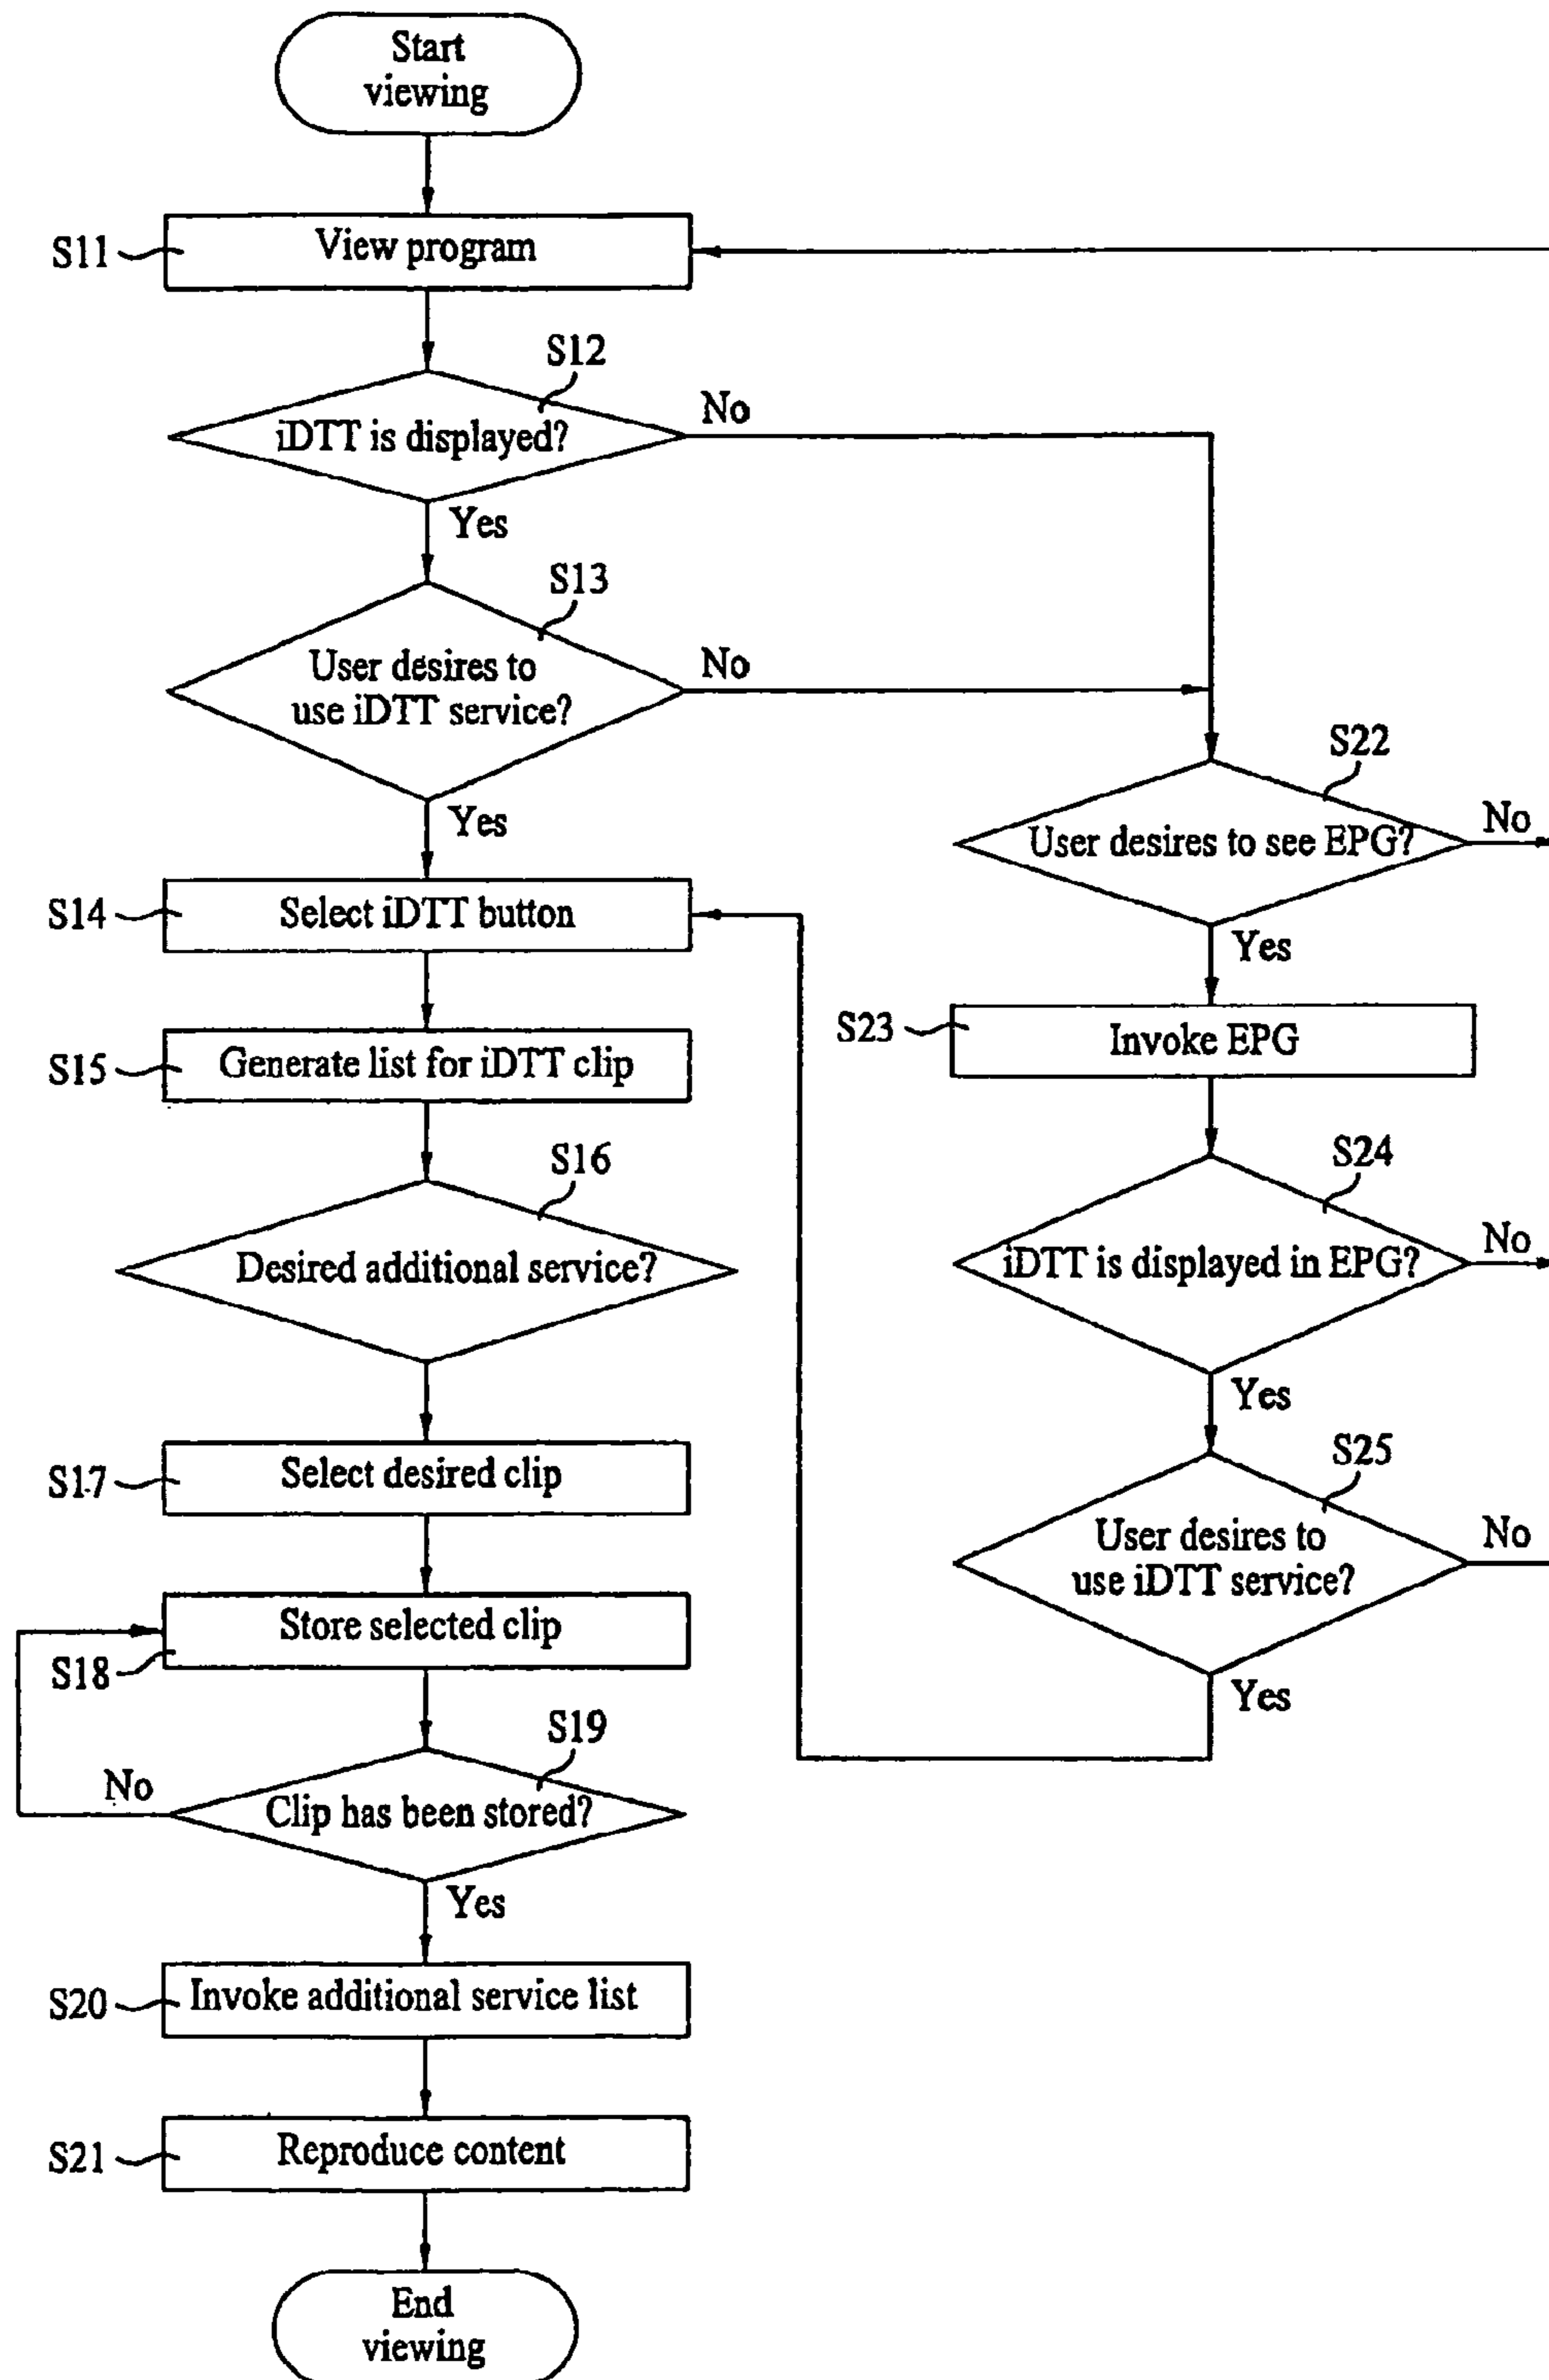 Start
viewing
S11
View program
S12
iDTT is displayed?
No
Yes
S13
User desires to
use iDTT service?
No
Yes
S22
User desires to see EPG?
No
Yes
S14
Select iDTT button
S23
Invoke EPG
S15
Generate list for iDTT clip
S16
Desired additional service?
S24
iDTT is displayed in EPG?
No
Yes
S17
Select desired clip
S25
User desires to
use iDTT service?
No
Yes
S18
Store selected clip
S19
Clip has been stored?
No
Yes
S20
Invoke additional service list
S21
Reproduce content
End
viewing